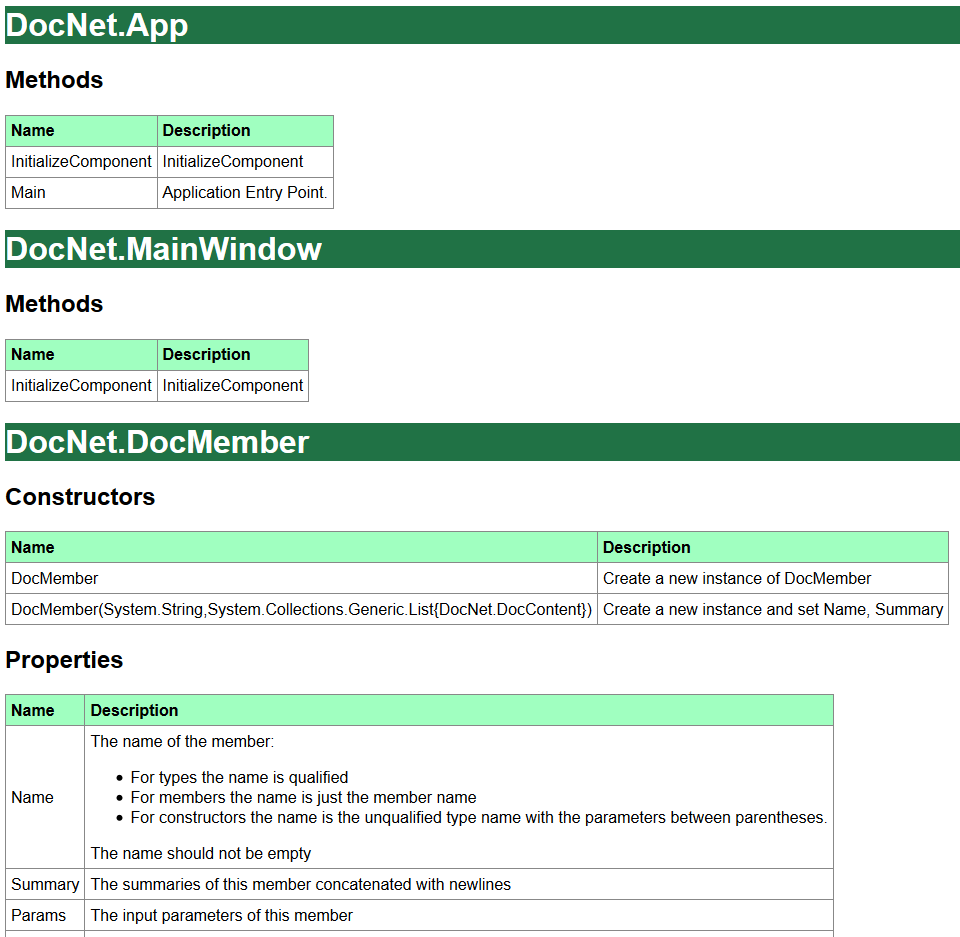 DocNet.App
Methods
Name Description
InitializeComponent InitializeComponent
Main Application Entry Point.
DocNet.MainWindow
Methods
Name Description
InitializeComponent InitializeComponent
DocNet.DocMember
Constructors
Name Description
DocMember Create a new instance of DocMember
DocMember(System.String,System.Collections.Generic.List{DocNet.DocContent}) Create a new instance and set Name, Summary
Properties
Name Description
The name of the member:
• For types the name is qualified
Name • For members the name is just the member name
• For constructors the name is the unqualified type name with the parameters between parentheses.
The name should not be empty
Summary The summaries of this member concatenated with newlines
Params The input parameters of this member